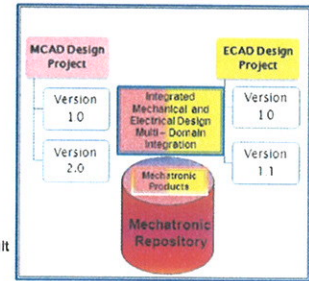 MCAD Design
Project
Version
1.0
Version
2.0
ECAD Design
Project
Version
1.0
Version
1.1
Integrated
Mechanical and
Electrical Design
Multi - Domain
Integration
Mechatronic
Products
Mechatronic
Repository